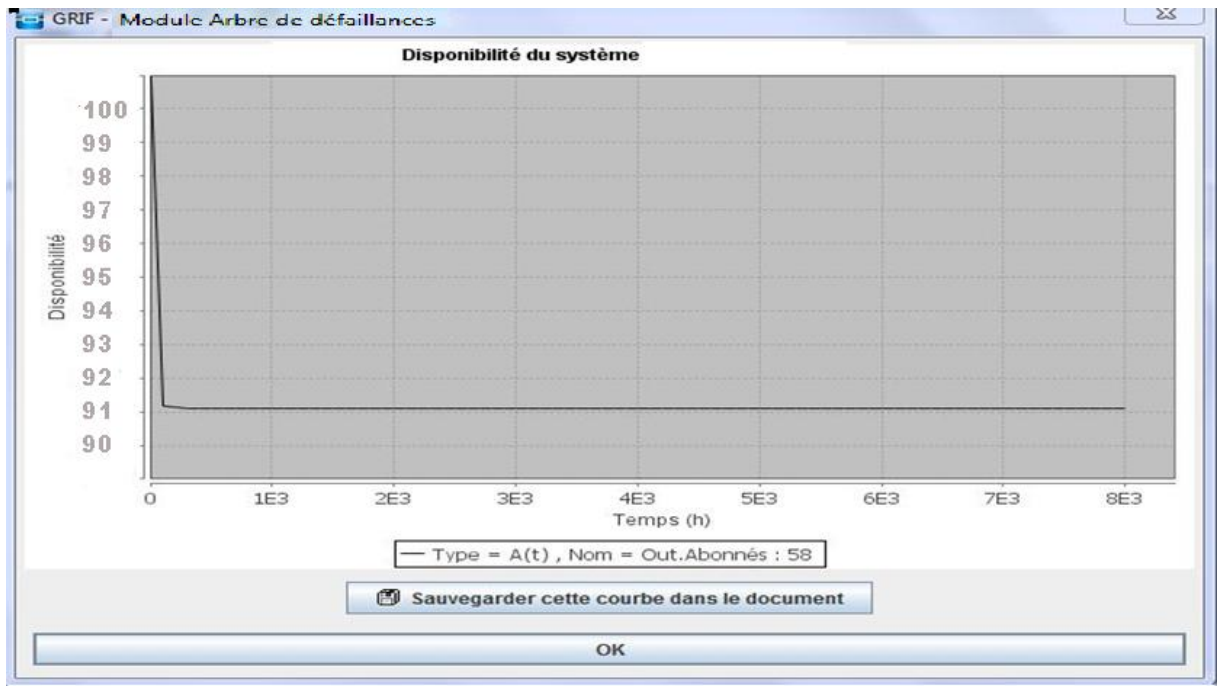 GRIF - Module Arbre de défaillances
Disponibilité du système
100
99
98
97
96
95
94
93
92
91
90
Disponibilité
0 1E3 2E3 3E3 4E3 5E3 6E3 7E3 8E3
Temps (h)
Type = A(t) , Nom = Out.Abonnés : 58
Sauvegarder cette courbe dans le document
OK